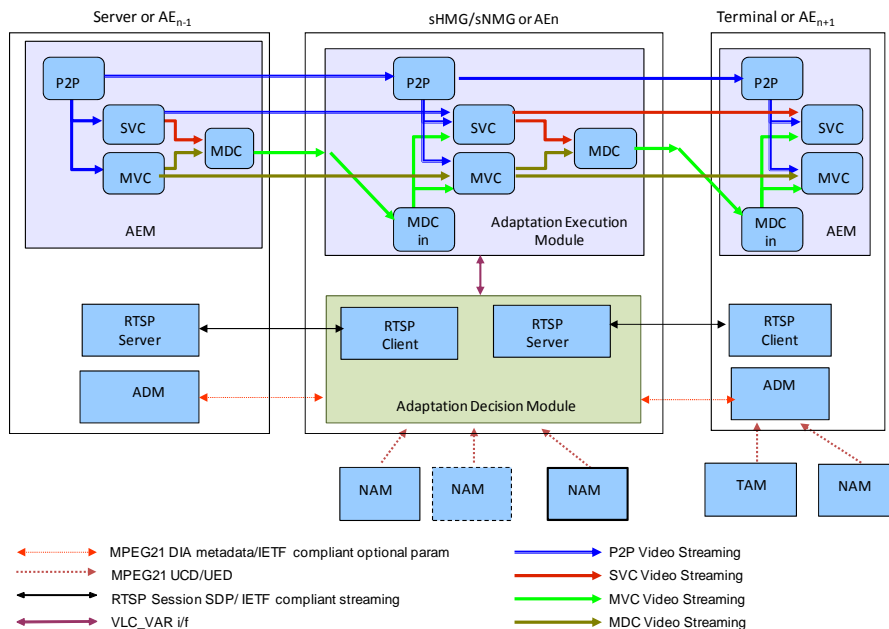 Server or AEn-1
sHMG/sNMG or AEn
Terminal or AEn+1
P2P
P2P
P2P
SVC
SVC
SVC
MDC
MDC
MVC
MVC
MVC
MDC
in
MDC
in
AEM
Adaptation Execution
Module
AEM
RTSP
Server
RTSP
Client
RTSP
Server
RTSP
Client
ADM
ADM
Adaptation Decision Module
NAM
NAM
NAM
TAM
NAM
MPEG21 DIA metadata/IETF compliant optional param
MPEG21 UCD/UED
RTSP Session SDP/ IETF compliant streaming
VLC_VAR i/f
P2P Video Streaming
SVC Video Streaming
MVC Video Streaming
MDC Video Streaming